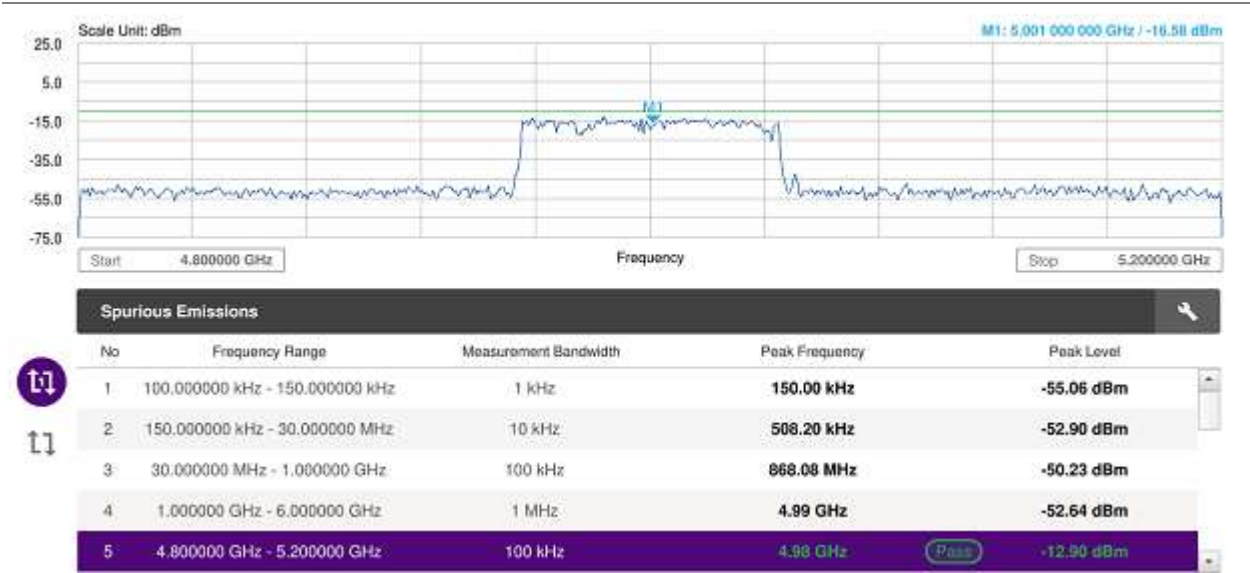 Scale Unit: dBm M1: 5.001 000 000 GHz / -16.58 dBm
25.0
5.0
-15.0
-35.0
-55.0
-75.0
M1
Start 4.800000 GHz Frequency Stop 5.200000 GHz
Spurious Emissions
No Frequency Range Measurement Bandwidth Peak Frequency Peak Level
1 100.000000 kHz - 150.000000 kHz 1 kHz 150.00 kHz -55.06 dBm
2 150.000000 kHz - 30.000000 MHz 10 kHz 508.20 kHz -52.90 dBm
3 30.000000 MHz - 1.000000 GHz 100 kHz 868.08 MHz -50.23 dBm
4 1.000000 GHz - 6.000000 GHz 1 MHz 4.99 GHz -52.64 dBm
5 4.800000 GHz - 5.200000 GHz 100 kHz 4.98 GHz Pass -12.90 dBm